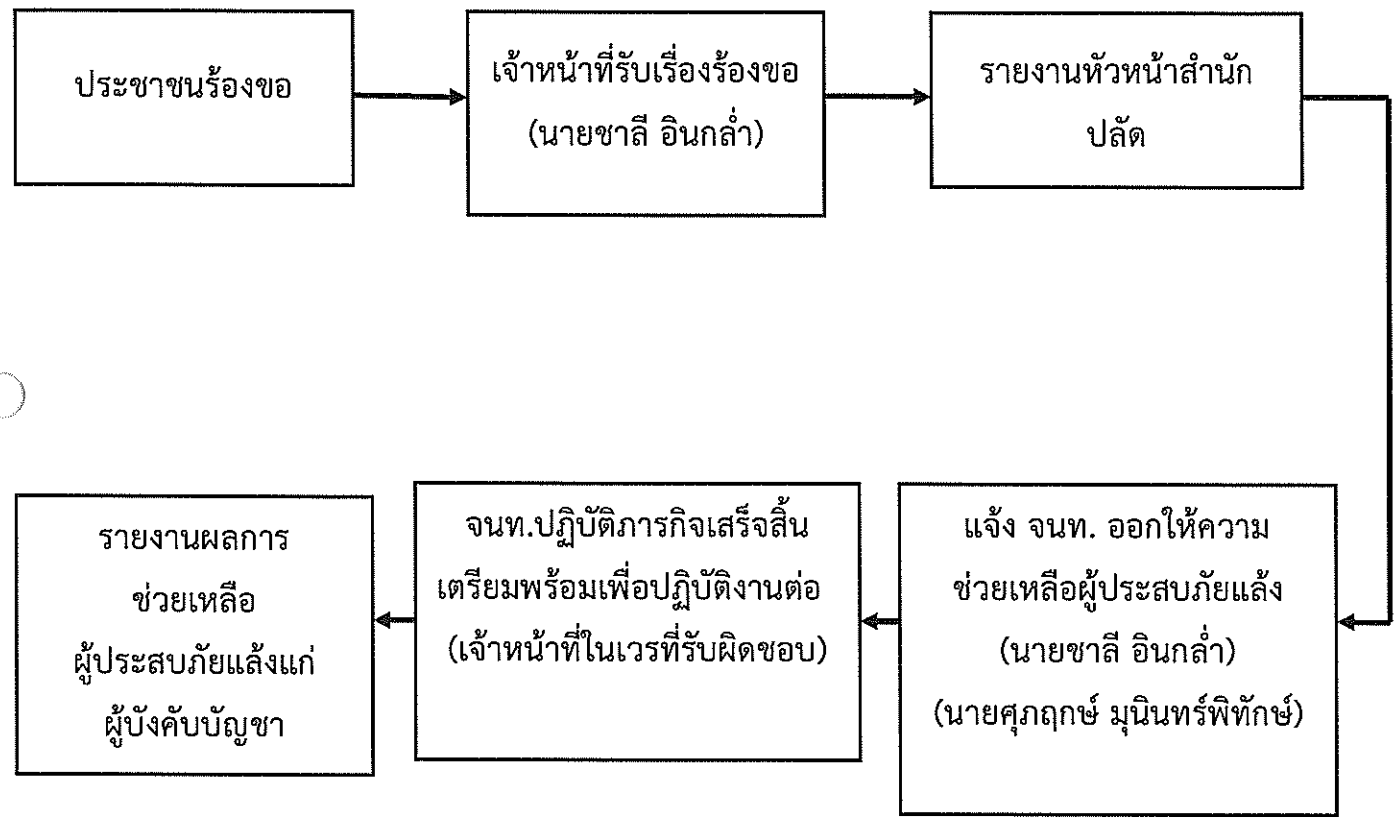 ประชาชนร้องขอ
เจ้าหน้าที่รับเรื่องร้องขอ
(นายชาลี อินกล่ำ)
รายงานหัวหน้าสำนัก
ปลัด
แจ้ง จนท. ออกให้ความ
ช่วยเหลือผู้ประสบภัยแล้ง
(นายชาลี อินกล่ำ)
(นายศุภฤกษ์ มุนินทร์พิทักษ์)
จนท.ปฏิบัติภารกิจเสร็จสิ้น
เตรียมพร้อมเพื่อปฏิบัติงานต่อ
(เจ้าหน้าที่ในเวรที่รับผิดชอบ)
รายงานผลการ
ช่วยเหลือ
ผู้ประสบภัยแล้งแก่
ผู้บังคับบัญชา